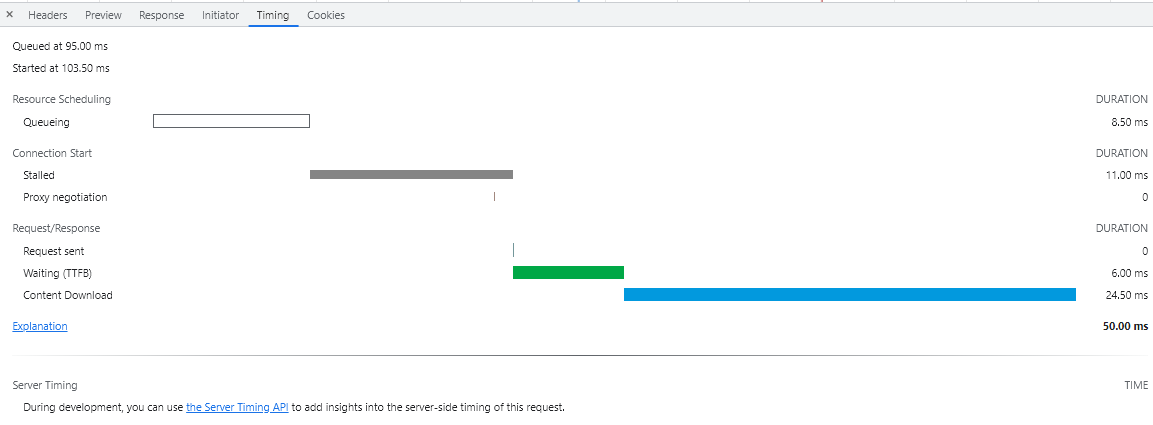 × Headers Preview Response Initiator Timing Cookies
Queued at 95.00 ms
Started at 103.50 ms
Resource Scheduling DURATION
Queueing 8.50 ms
Connection Start DURATION
Stalled 11.00 ms
Proxy negotiation 0
Request/Response DURATION
Request sent 0
Waiting (TTFB) 6.00 ms
Content Download 24.50 ms
Explanation 50.00 ms
Server Timing TIME
During development, you can use the Server Timing API to add insights into the server-side timing of this request.